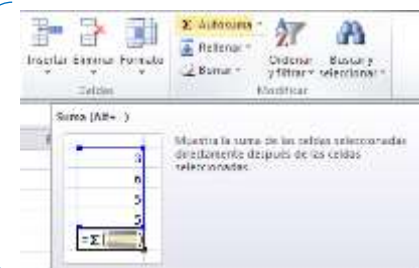 Σ Autosuma
Rellenar
Borrar
Insertar Eliminar Formato
Ordenar
y filtrar
Buscar y
seleccionar
Celdas
Modificar
Suma (Alt+ )
Muestra la suma de las celdas seleccionadas
directamente después de las celdas
seleccionadas.
3
6
5
5
=Σ(